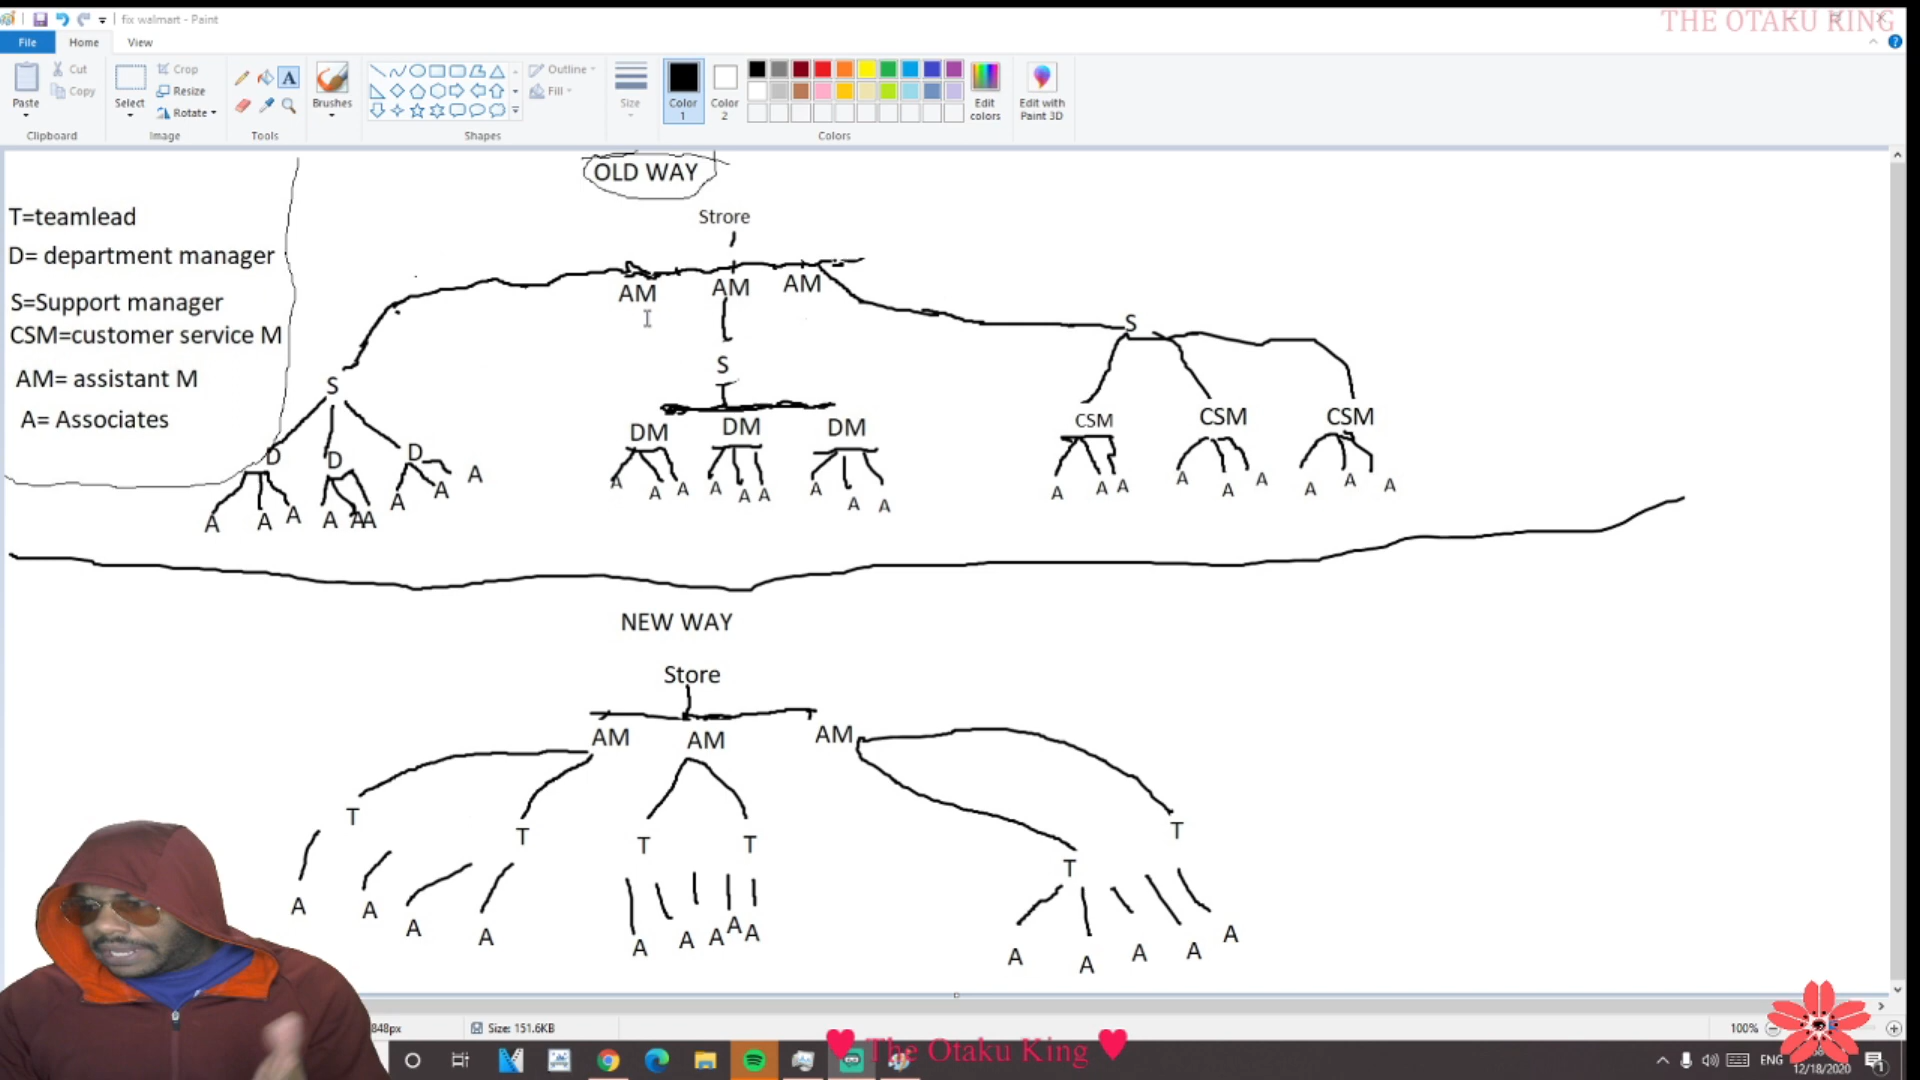 fix walmart - Paint
THE OTAKU KING
File Home View
Cut
Copy
Paste
Clipboard
Select
Crop
Resize
Rotate
Image
A
Tools
Brushes
Outline
Fill
Shapes
Size
Color 1
Color 2
Edit colors
Edit with Paint 3D
Colors
OLD WAY
T=teamlead
D= department manager
S=Support manager
CSM=customer service M
AM= assistant M
A= Associates
Strore
AM AM AM
S S S
D D D
DM DM DM
CSM CSM CSM
A A A A A A A A A
A A A A A A A A A
A A A A A A A A A
NEW WAY
Store
AM AM AM
T T T T T T
A A A A
A A A A A
A A A A A
848px
Size: 151.6KB
100%
The Otaku King
ENG
12/18/2020
1